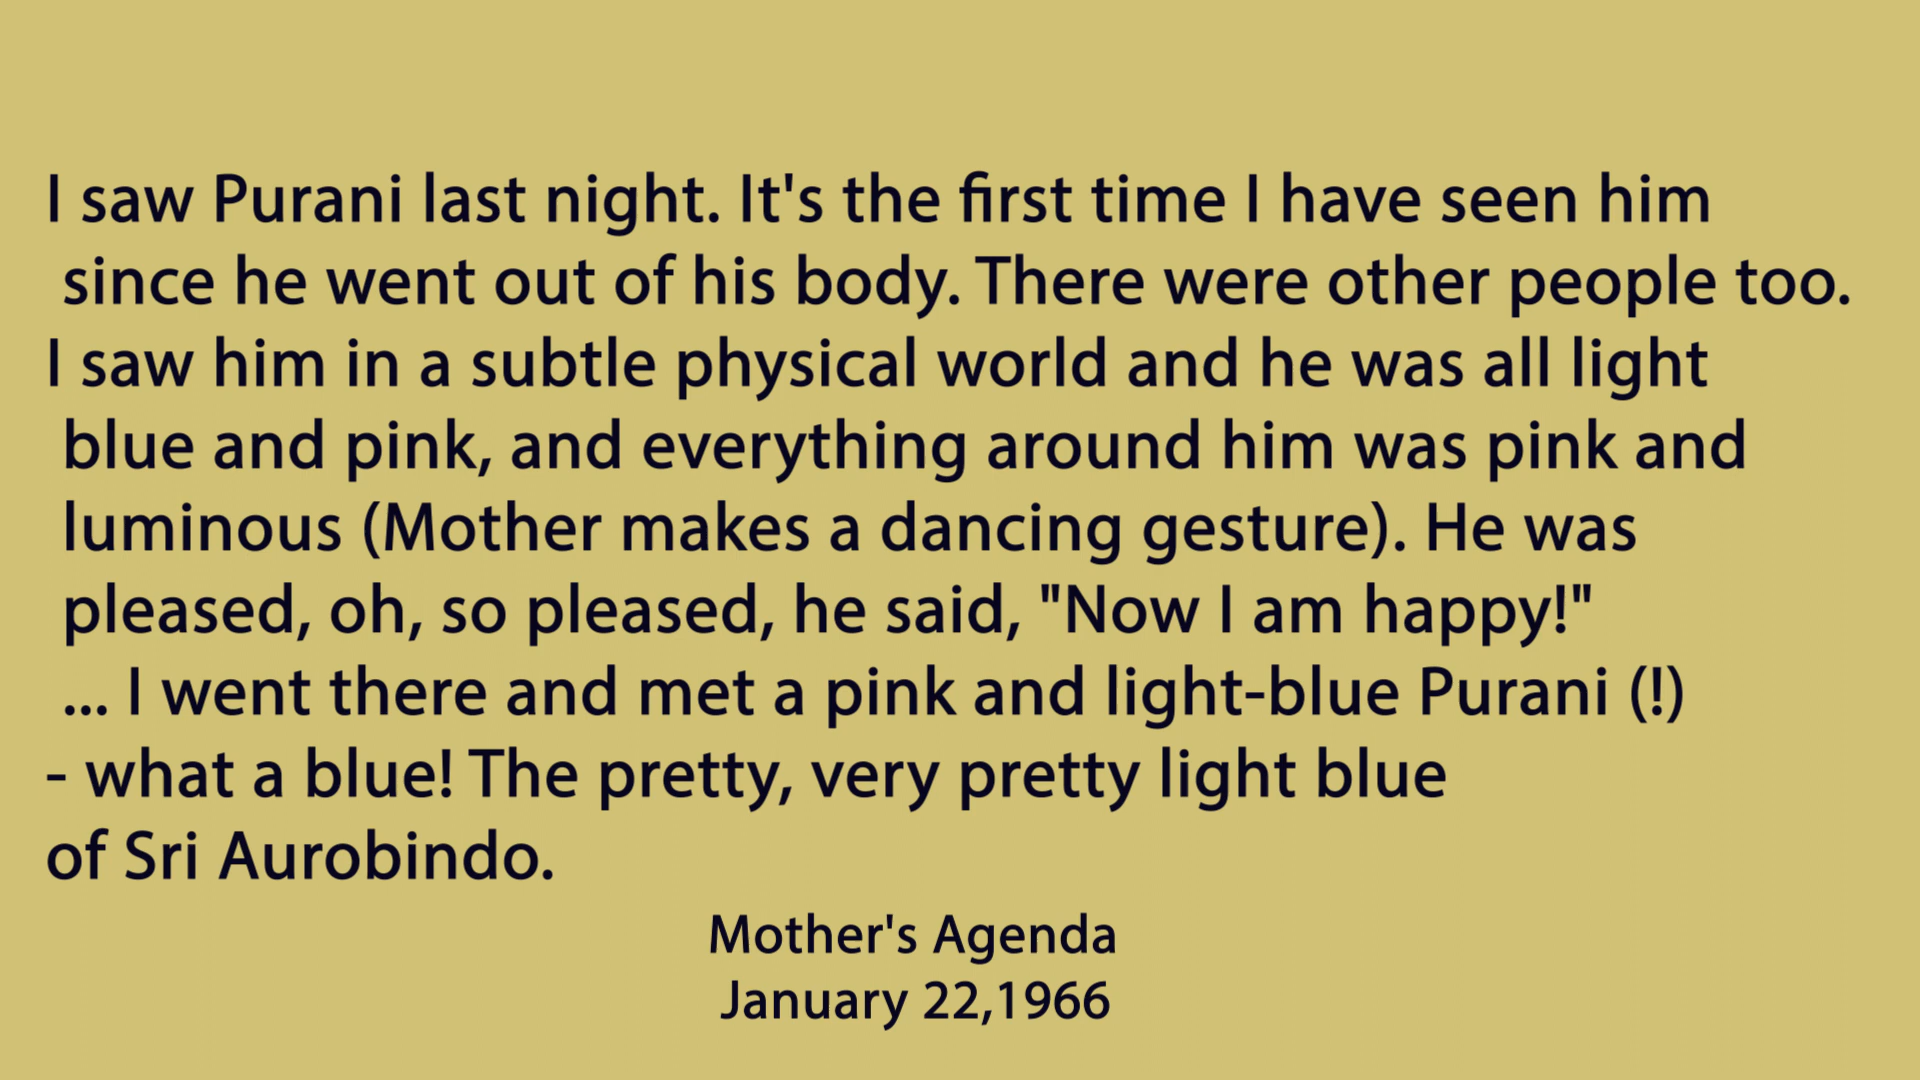 I saw Purani last night. It's the first time I have seen him
since he went out of his body. There were other people too.
I saw him in a subtle physical world and he was all light
blue and pink, and everything around him was pink and
luminous (Mother makes a dancing gesture). He was
pleased, oh, so pleased, he said, "Now I am happy!"
... I went there and met a pink and light-blue Purani (!)
- what a blue! The pretty, very pretty light blue
of Sri Aurobindo.
Mother's Agenda
January 22,1966